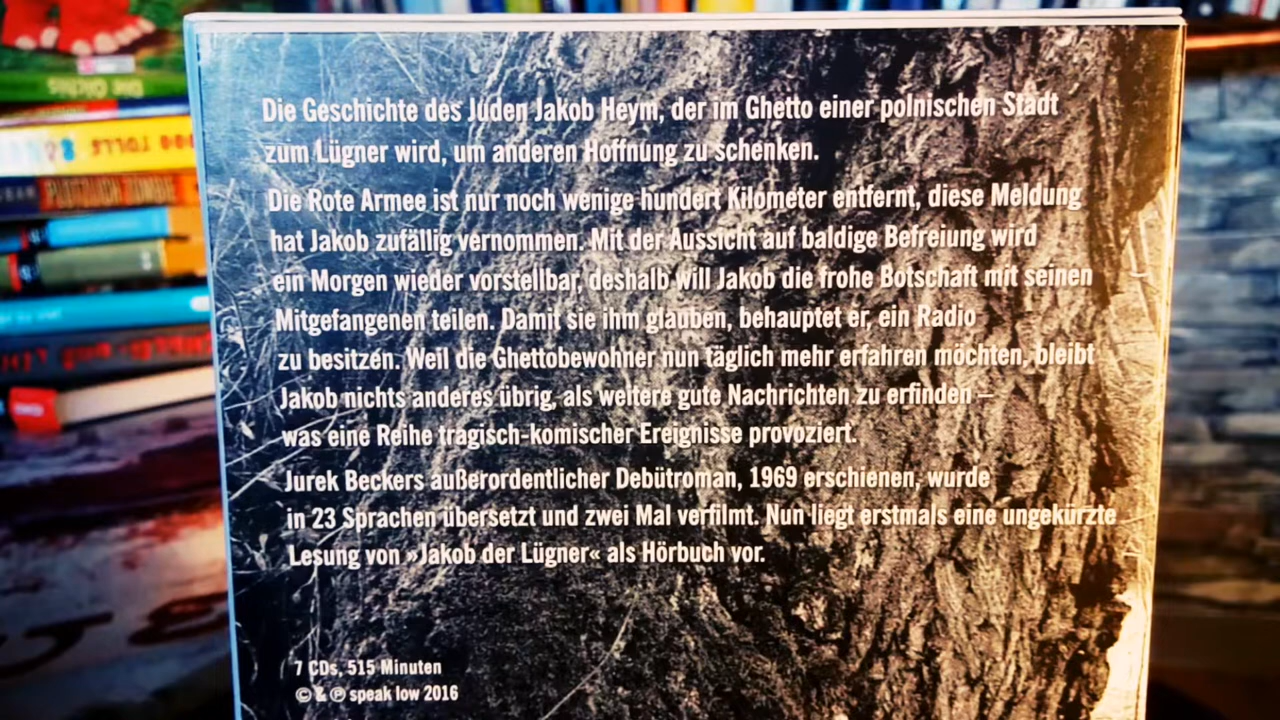 Die Geschichte des Juden Jakob Heym, der im Ghetto einer polnischen Stadt
zum Lügner wird, um anderen Hoffnung zu schenken.
Die Rote Armee ist nur noch wenige hundert Kilometer entfernt, diese Meldung
hat Jakob zufällig vernommen. Mit der Aussicht auf baldige Befreiung wird
ein Morgen wieder vorstellbar, deshalb will Jakob die frohe Botschaft mit seinen
Mitgefangenen teilen. Damit sie ihm glauben, behauptet er, ein Radio
zu besitzen. Weil die Ghettobewohner nun täglich mehr erfahren möchten, bleibt
Jakob nichts anderes übrig, als weitere gute Nachrichten zu erfinden –
was eine Reihe tragisch-komischer Ereignisse provoziert.
Jurek Beckers außerordentlicher Debütroman, 1969 erschienen, wurde
in 23 Sprachen übersetzt und zwei Mal verfilmt. Nun liegt erstmals eine ungekürzte
Lesung von »Jakob der Lügner« als Hörbuch vor.
7 CDs, 515 Minuten
© & ℗ speak low 2016
Die Olchis
TOLLE